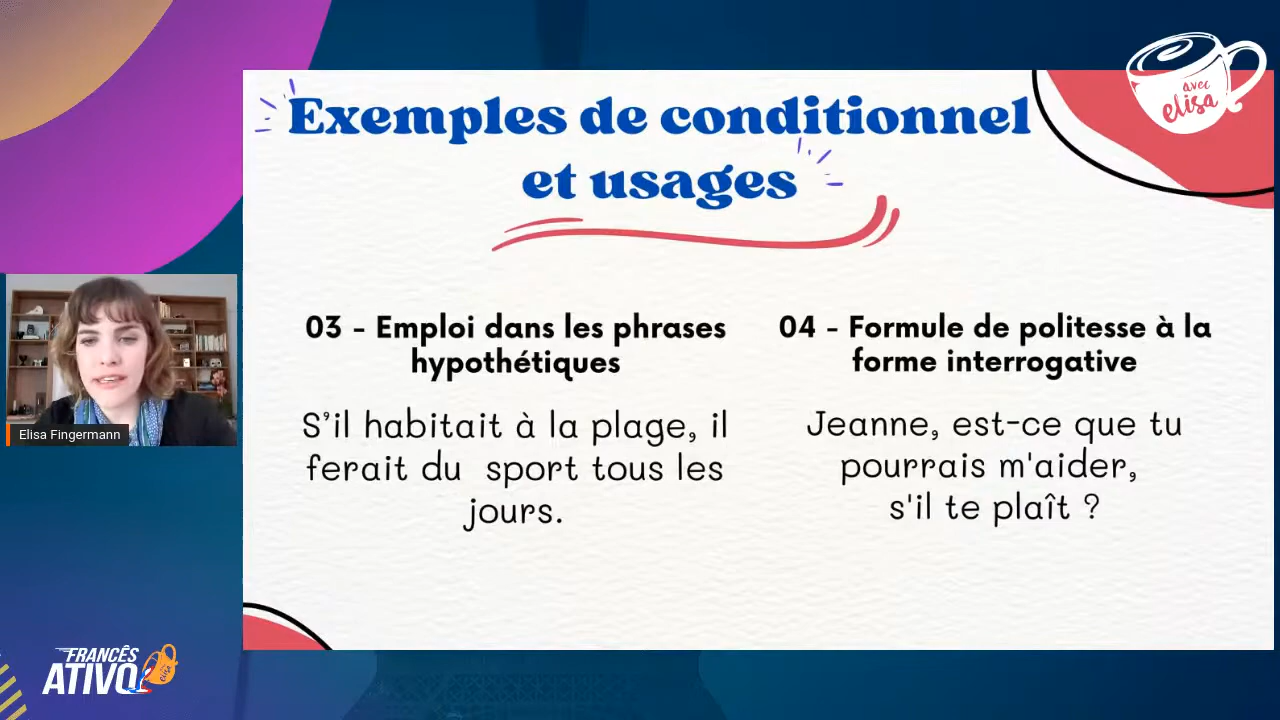 avec
elisa
Exemples de conditionnel
et usages
03 - Emploi dans les phrases
hypothétiques
S'il habitait à la plage, il
ferait du sport tous les
jours.
04 - Formule de politesse à la
forme interrogative
Jeanne, est-ce que tu
pourrais m'aider,
s'il te plaît ?
Elisa Fingermann
FRANCÊS
ATIVO
ELISA